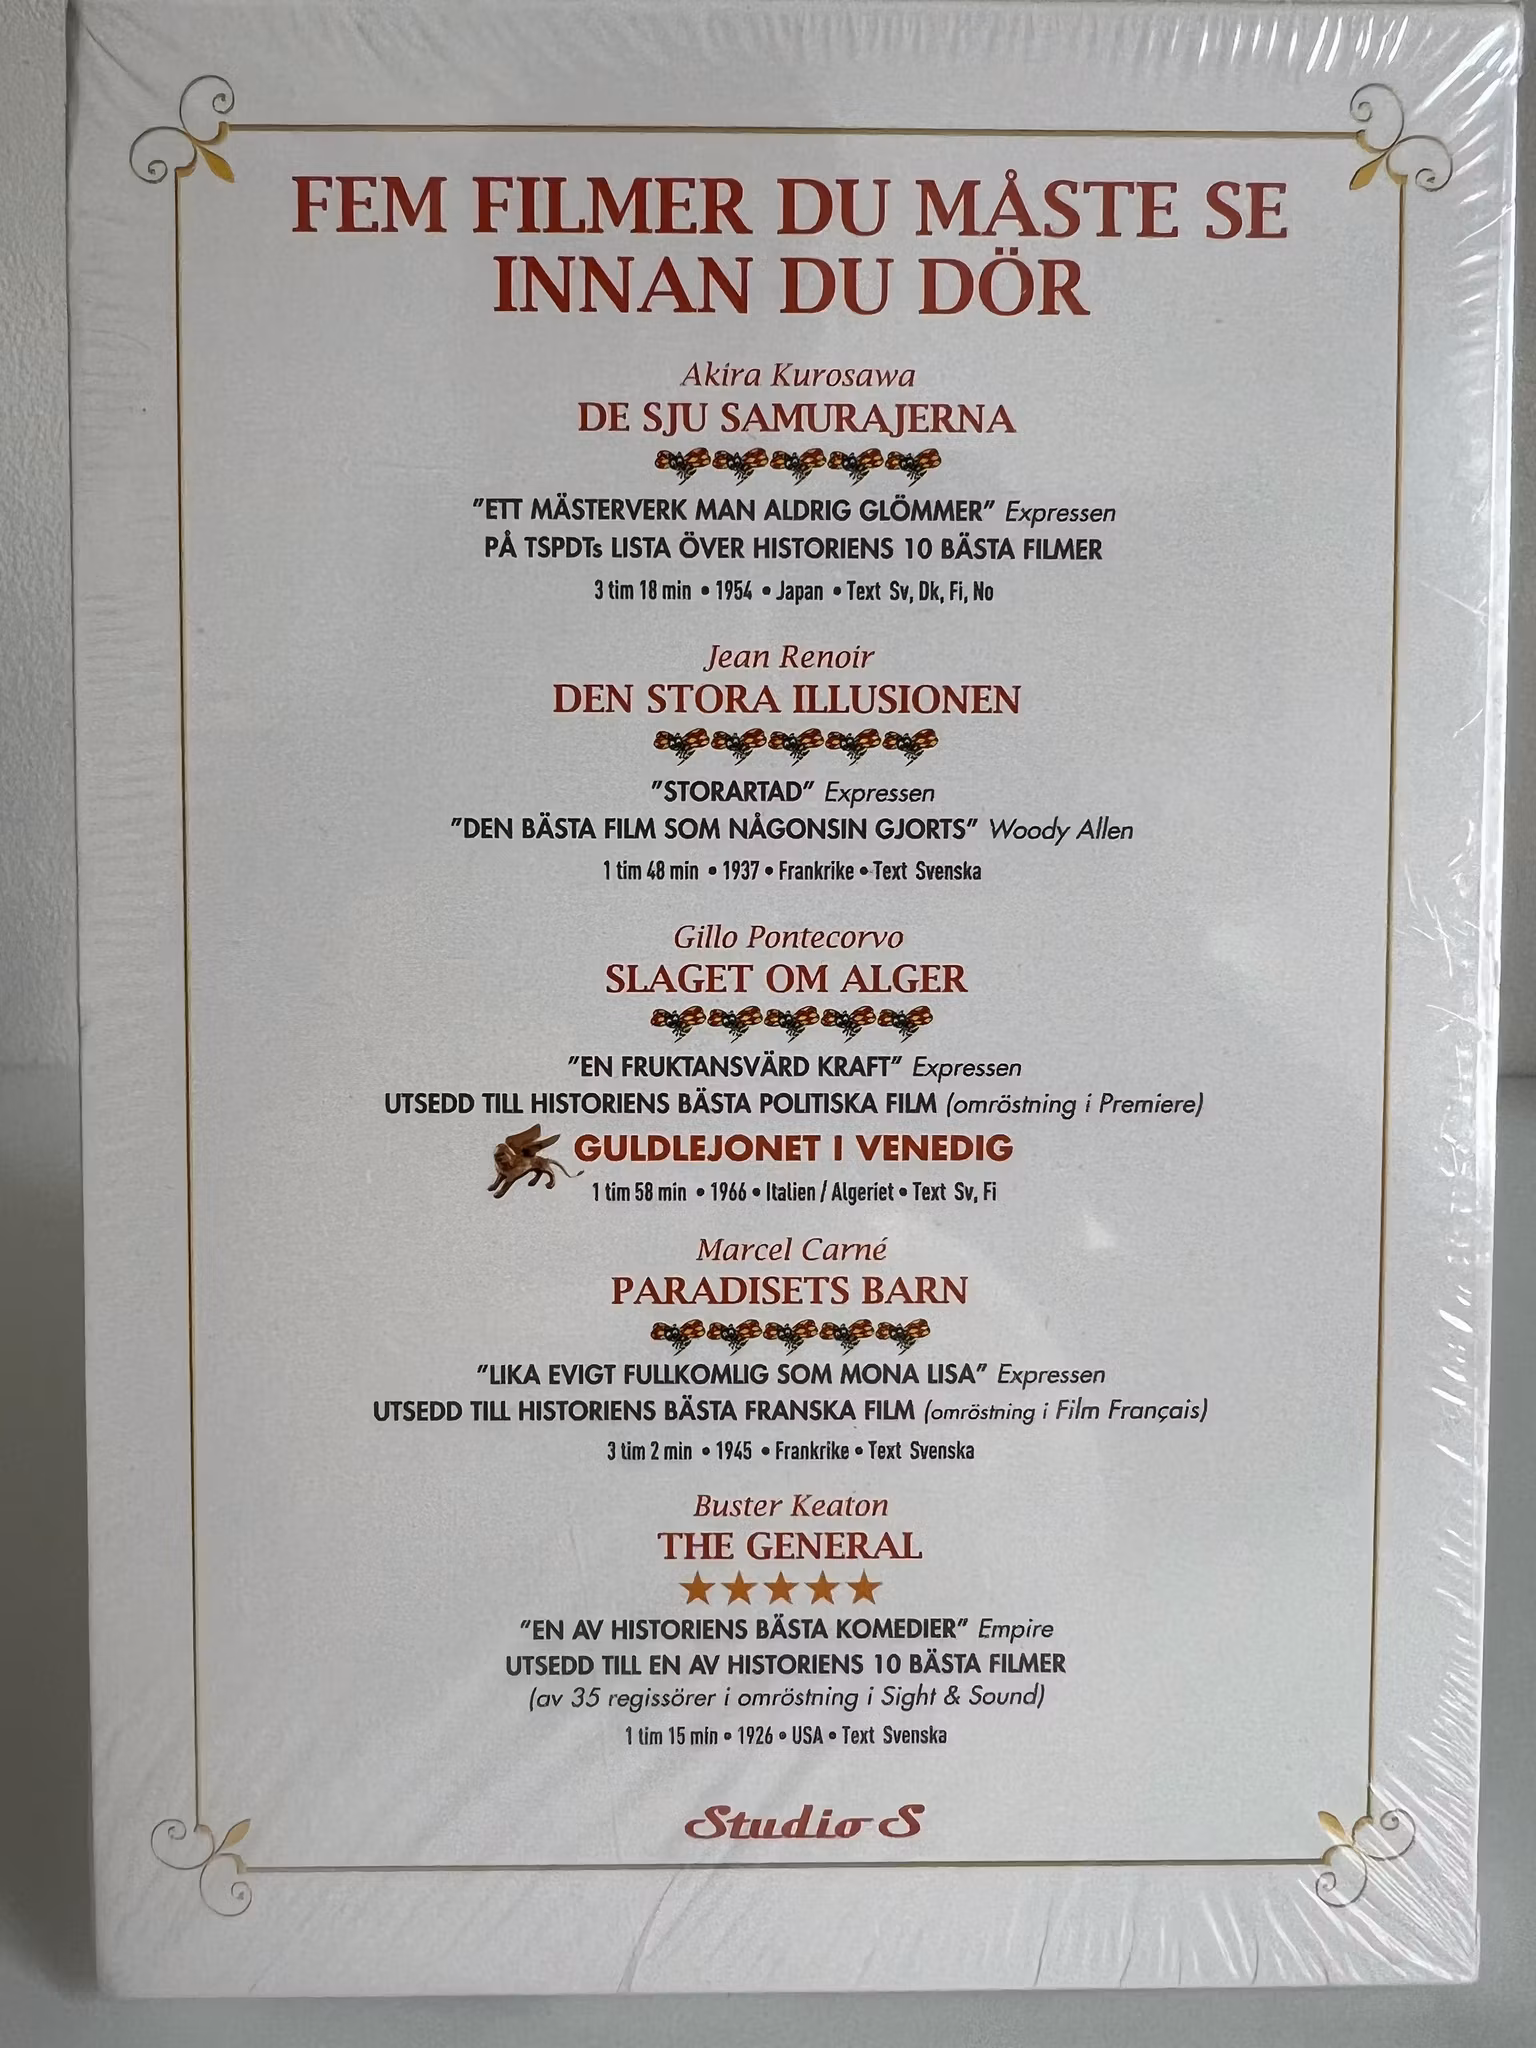 FEM FILMER DU MÅSTE SE
INNAN DU DÖR
Akira Kurosawa
DE SJU SAMURAJERNA
”ETT MÄSTERVERK MAN ALDRIG GLÖMMER” Expressen
PÅ TSPDTs LISTA ÖVER HISTORIENS 10 BÄSTA FILMER
3 tim 18 min • 1954 • Japan • Text Sv, Dk, Fi, No
Jean Renoir
DEN STORA ILLUSIONEN
”STORARTAD” Expressen
”DEN BÄSTA FILM SOM NÅGONSIN GJORTS” Woody Allen
1 tim 48 min • 1937 • Frankrike • Text Svenska
Gillo Pontecorvo
SLAGET OM ALGER
”EN FRUKTANSVÄRD KRAFT” Expressen
UTSEDD TILL HISTORIENS BÄSTA POLITISKA FILM (omröstning i Premiere)
GULDLEJONET I VENEDIG
1 tim 58 min • 1966 • Italien / Algeriet • Text Sv, Fi
Marcel Carné
PARADISETS BARN
”LIKA EVIGT FULLKOMLIG SOM MONA LISA” Expressen
UTSEDD TILL HISTORIENS BÄSTA FRANSKA FILM (omröstning i Film Français)
3 tim 2 min • 1945 • Frankrike • Text Svenska
Buster Keaton
THE GENERAL
”EN AV HISTORIENS BÄSTA KOMEDIER” Empire
UTSEDD TILL EN AV HISTORIENS 10 BÄSTA FILMER
(av 35 regissörer i omröstning i Sight & Sound)
1 tim 15 min • 1926 • USA • Text Svenska
Studio S